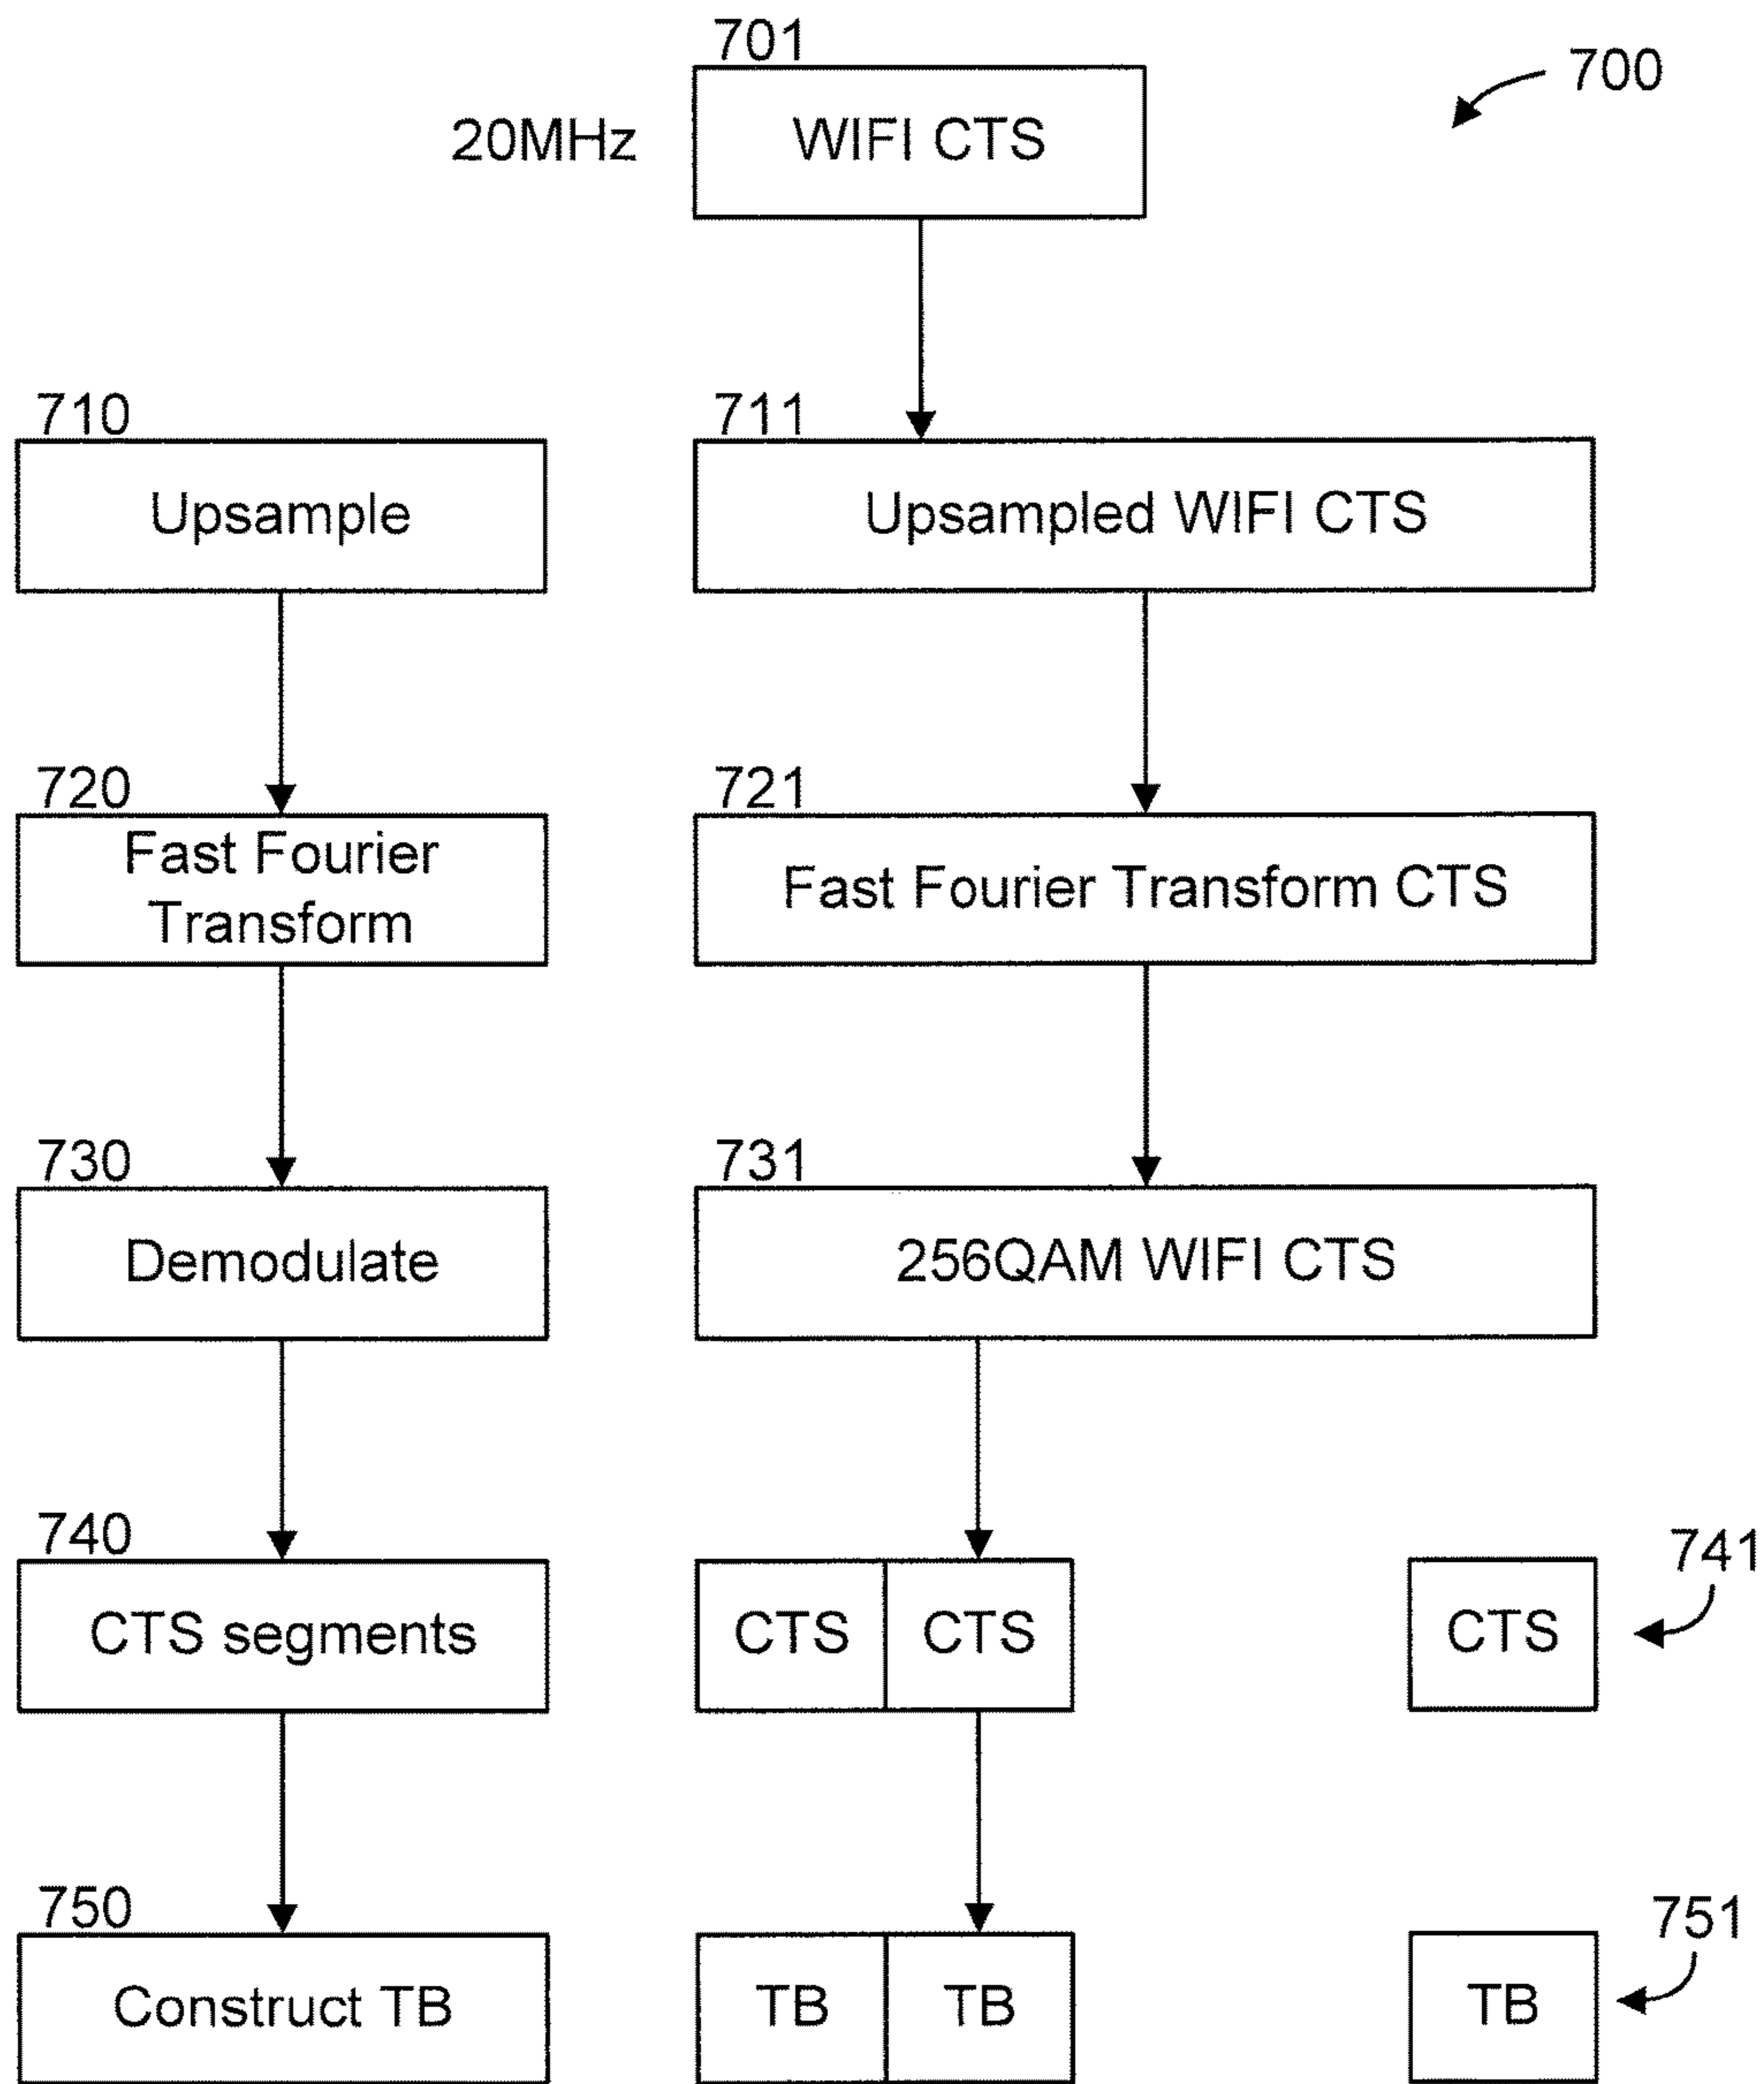 701
700
20MHz
WIFI CTS
710
711
Upsample
Upsampled WIFI CTS
720
721
Fast Fourier
Transform
Fast Fourier Transform CTS
730
731
Demodulate
256QAM WIFI CTS
740
741
CTS segments
CTS
CTS
CTS
750
751
Construct TB
TB
TB
TB